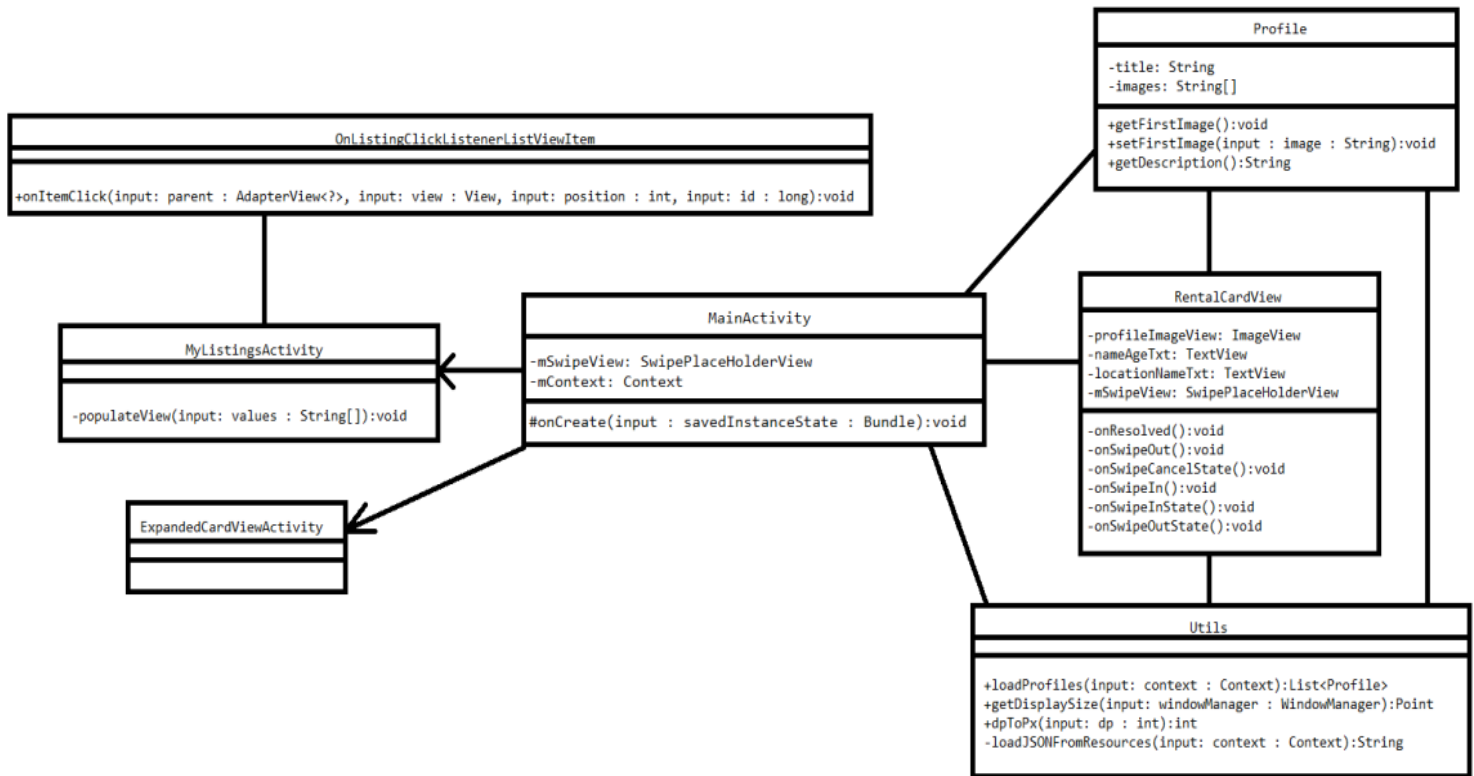 Profile
-title: String
-images: String[]
+getFirstImage():void
+setFirstImage(input : image : String):void
+getDescription():String
OnListingClickListenerListViewItem
+onItemClick(input: parent : AdapterView<?>, input: view : View, input: position : int, input: id : long):void
MyListingsActivity
-populateView(input: values : String[]):void
MainActivity
-mSwipeView: SwipePlaceHolderView
-mContext: Context
#onCreate(input : savedInstanceState : Bundle):void
RentalCardView
-profileImageView: ImageView
-nameAgeTxt: TextView
-locationNameTxt: TextView
-mSwipeView: SwipePlaceHolderView
-onResolved():void
-onSwipeOut():void
-onSwipeCancelState():void
-onSwipeIn():void
-onSwipeInState():void
-onSwipeOutState():void
ExpandedCardViewActivity
Utils
+loadProfiles(input: context : Context):List<Profile>
+getDisplaySize(input: windowManager : WindowManager):Point
+dpToPx(input: dp : int):int
-loadJSONFromResources(input: context : Context):String